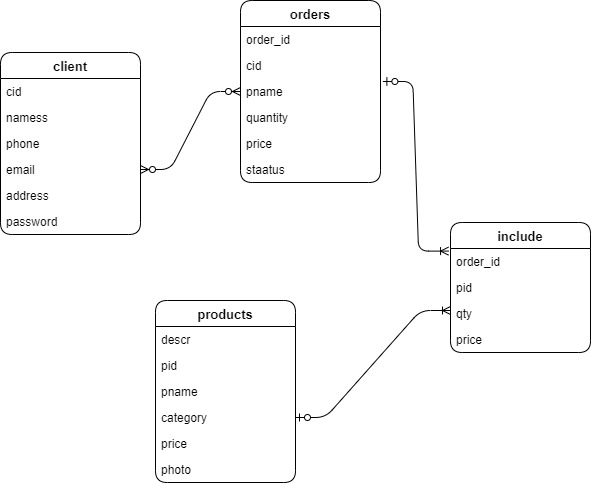 orders
order_id
cid
pname
quantity
price
staatus
client
cid
namess
phone
email
address
password
include
order_id
pid
qty
price
products
descr
pid
pname
category
price
photo